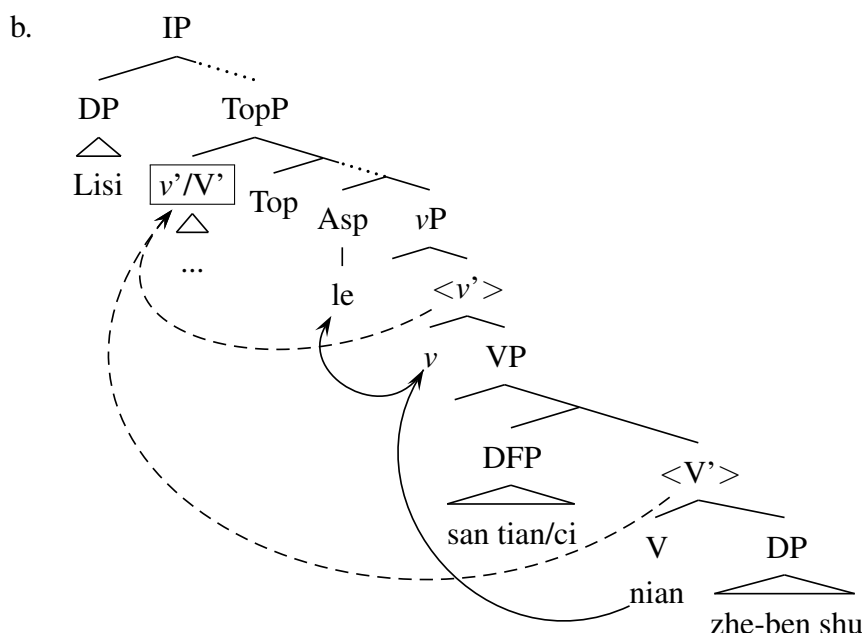 b.
IP
DP TopP
Lisi v’/V’ Top
Asp vP
...
le <v’>
v VP
DFP <V’>
san tian/ci V DP
nian
zhe-ben shu